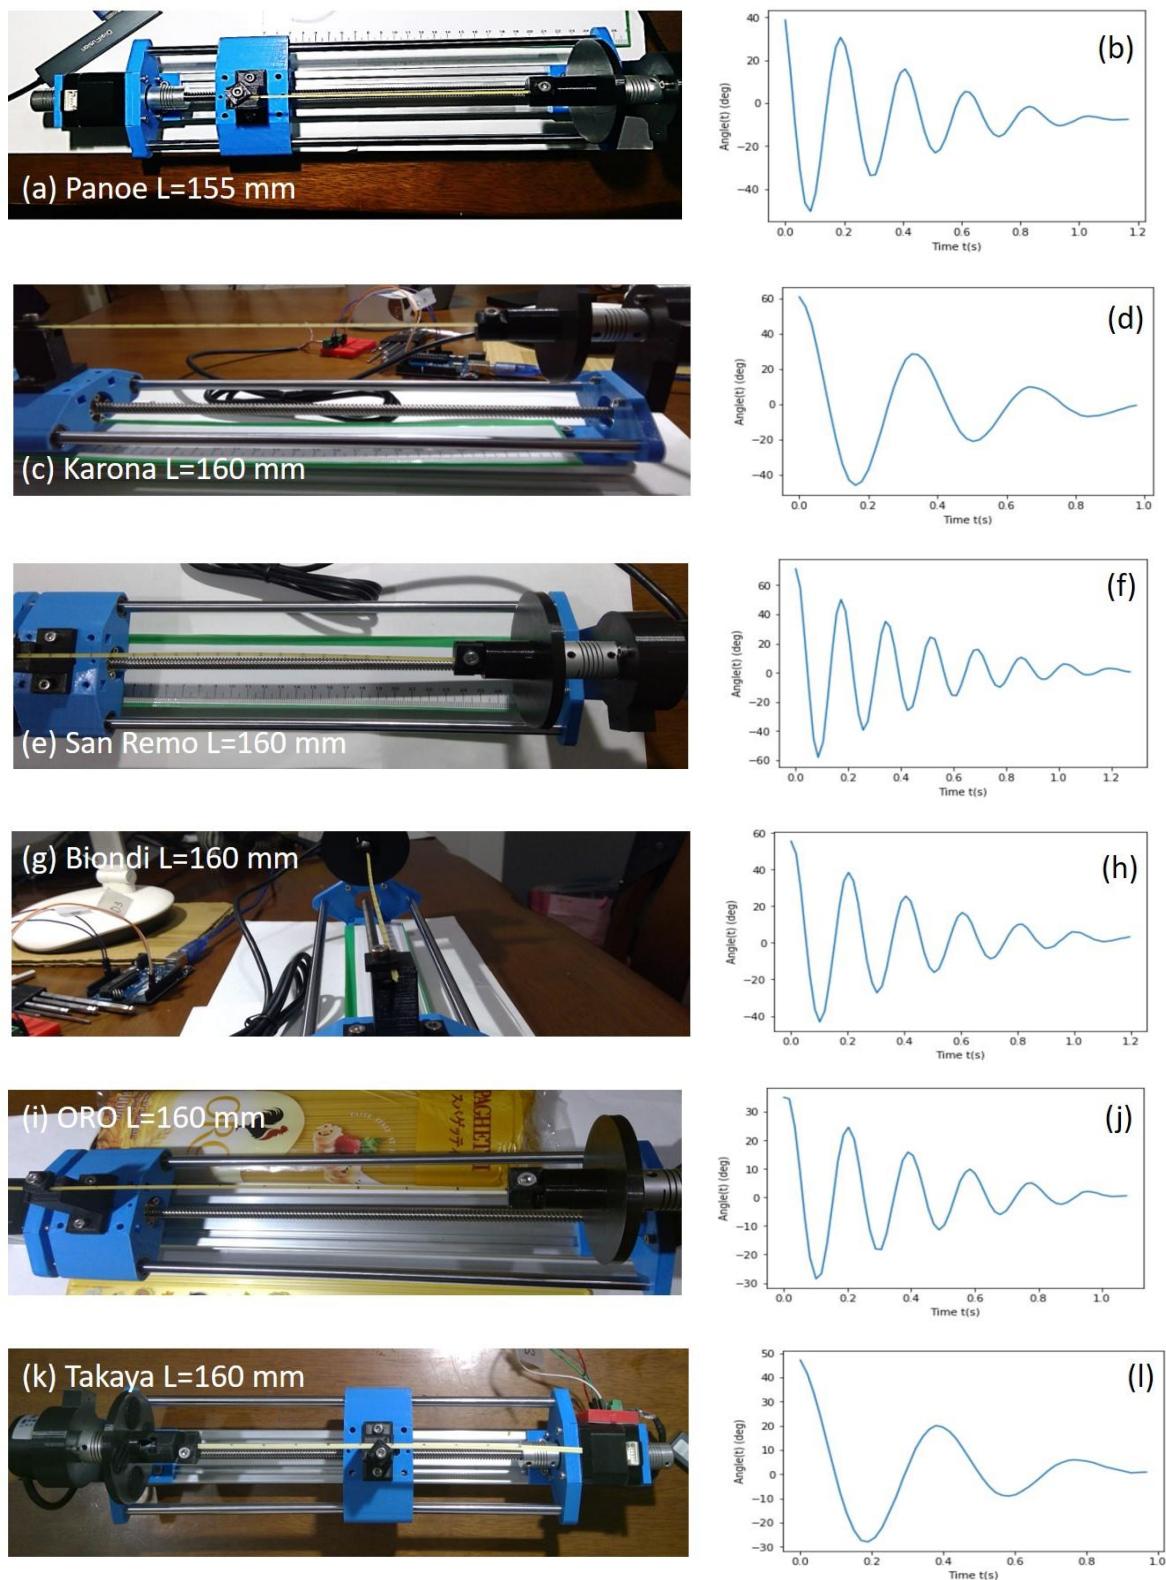 (a) Panoe L=155 mm
(b)
40
20
0
−20
−40
Angle(t) (deg)
0.0 0.2 0.4 0.6 0.8 1.0 1.2
Time t(s)
(c) Karona L=160 mm
(d)
60
40
20
0
−20
−40
Angle(t) (deg)
0.0 0.2 0.4 0.6 0.8 1.0
Time t(s)
(e) San Remo L=160 mm
(f)
60
40
20
0
−20
−40
−60
Angle(t) (deg)
0.0 0.2 0.4 0.6 0.8 1.0 1.2
Time t(s)
(g) Biondi L=160 mm
(h)
60
40
20
0
−20
−40
Angle(t) (deg)
0.0 0.2 0.4 0.6 0.8 1.0 1.2
Time t(s)
(i) ORO L=160 mm
SPAGHETTI
スパゲッティ
(j)
30
20
10
0
−10
−20
−30
Angle(t) (deg)
0.0 0.2 0.4 0.6 0.8 1.0
Time t(s)
(k) Takaya L=160 mm
(l)
50
40
30
20
10
0
−10
−20
−30
Angle(t) (deg)
0.0 0.2 0.4 0.6 0.8 1.0
Time t(s)